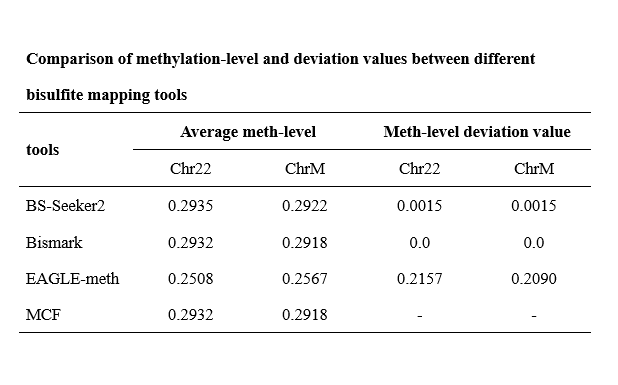 Comparison of methylation-level and deviation values between different
bisulfite mapping tools
tools Average meth-level Meth-level deviation value
Chr22 ChrM Chr22 ChrM
BS-Seeker2 0.2935 0.2922 0.0015 0.0015
Bismark 0.2932 0.2918 0.0 0.0
EAGLE-meth 0.2508 0.2567 0.2157 0.2090
MCF 0.2932 0.2918 - -